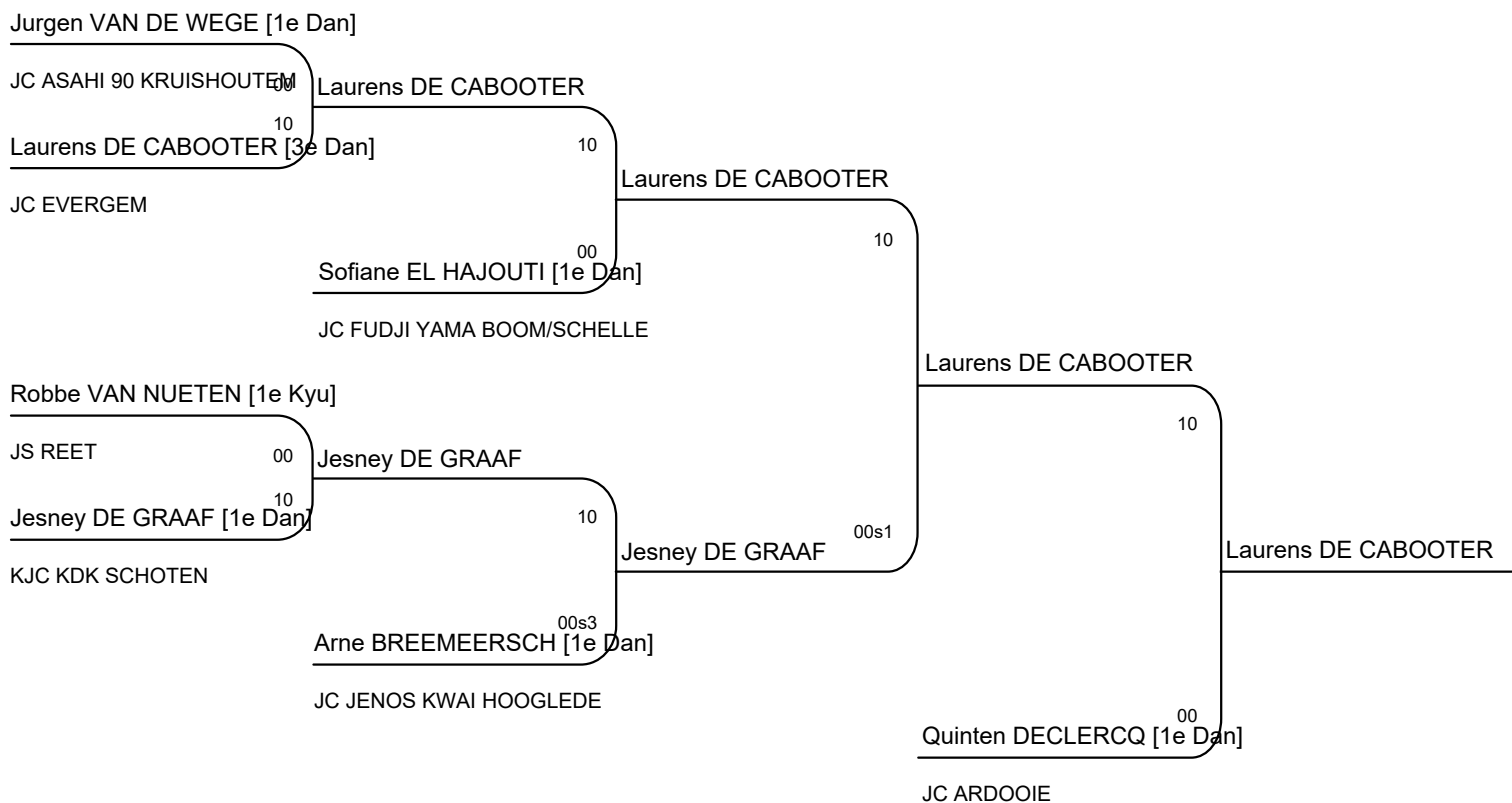 Jurgen VAN DE WEGE [1e Dan]
JC ASAHI 90 KRUISHOUTEM
00
Laurens DE CABOOTER
10
Laurens DE CABOOTER [3e Dan]
10
Laurens DE CABOOTER
JC EVERGEM
10
00
Sofiane EL HAJOUTI [1e Dan]
JC FUDJI YAMA BOOM/SCHELLE
Laurens DE CABOOTER
Robbe VAN NUETEN [1e Kyu]
10
JS REET
00
Jesney DE GRAAF
10
Jesney DE GRAAF [1e Dan]
10
00s1
Jesney DE GRAAF
Laurens DE CABOOTER
KJC KDK SCHOTEN
00s3
Arne BREEMEERSCH [1e Dan]
JC JENOS KWAI HOOGLEDE
00
Quinten DECLERCQ [1e Dan]
JC ARDOOIE